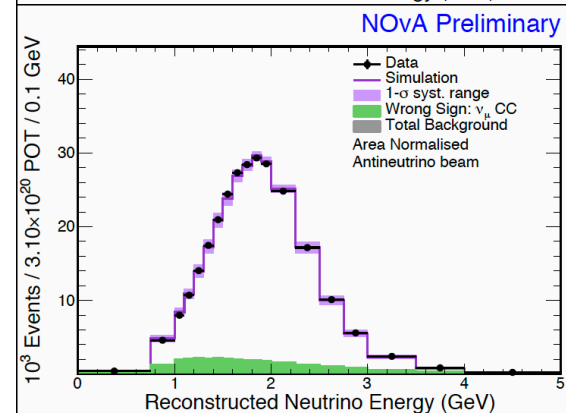 NOvA Preliminary
Data
Simulation
1-σ syst. range
Wrong Sign: νμ CC
Total Background
Area Normalised
Antineutrino beam
10³ Events / 3.10×10²⁰ POT / 0.1 GeV
40
30
20
10
0 1 2 3 4 5
Reconstructed Neutrino Energy (GeV)